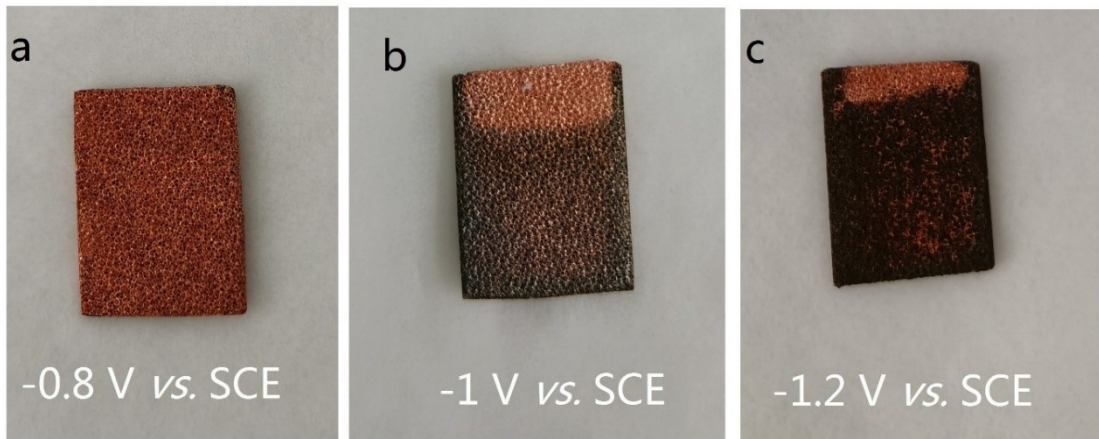 a
b
c
-0.8 V vs. SCE
-1 V vs. SCE
-1.2 V vs. SCE